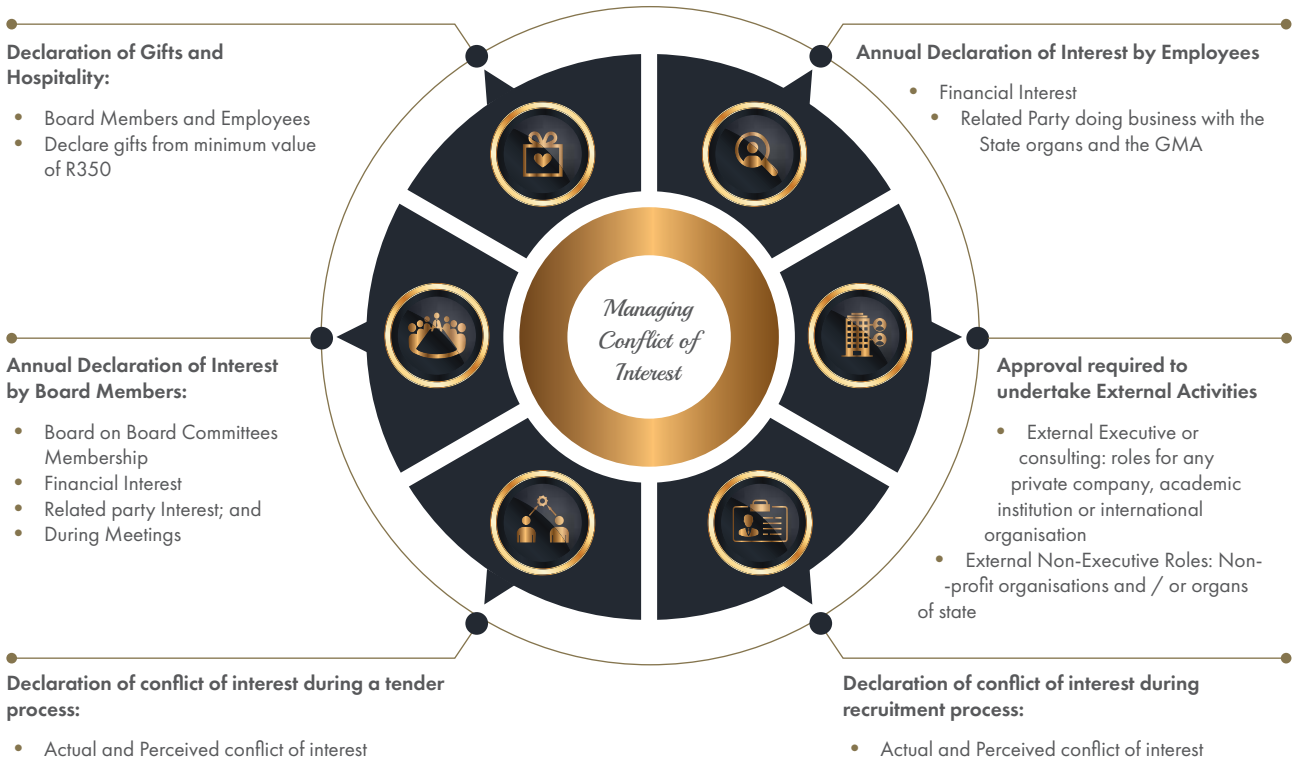 Declaration of Gifts and
Hospitality:
• Board Members and Employees
• Declare gifts from minimum value
of R350
Annual Declaration of Interest by Employees
• Financial Interest
• Related Party doing business with the
State organs and the GMA
Managing
Conflict of
Interest
Annual Declaration of Interest
by Board Members:
• Board on Board Committees
Membership
• Financial Interest
• Related party Interest; and
• During Meetings
Approval required to
undertake External Activities
• External Executive or
consulting: roles for any
private company, academic
institution or international
organisation
• External Non-Executive Roles: Non-
-profit organisations and / or organs
of state
Declaration of conflict of interest during a tender
process:
• Actual and Perceived conflict of interest
Declaration of conflict of interest during
recruitment process:
• Actual and Perceived conflict of interest